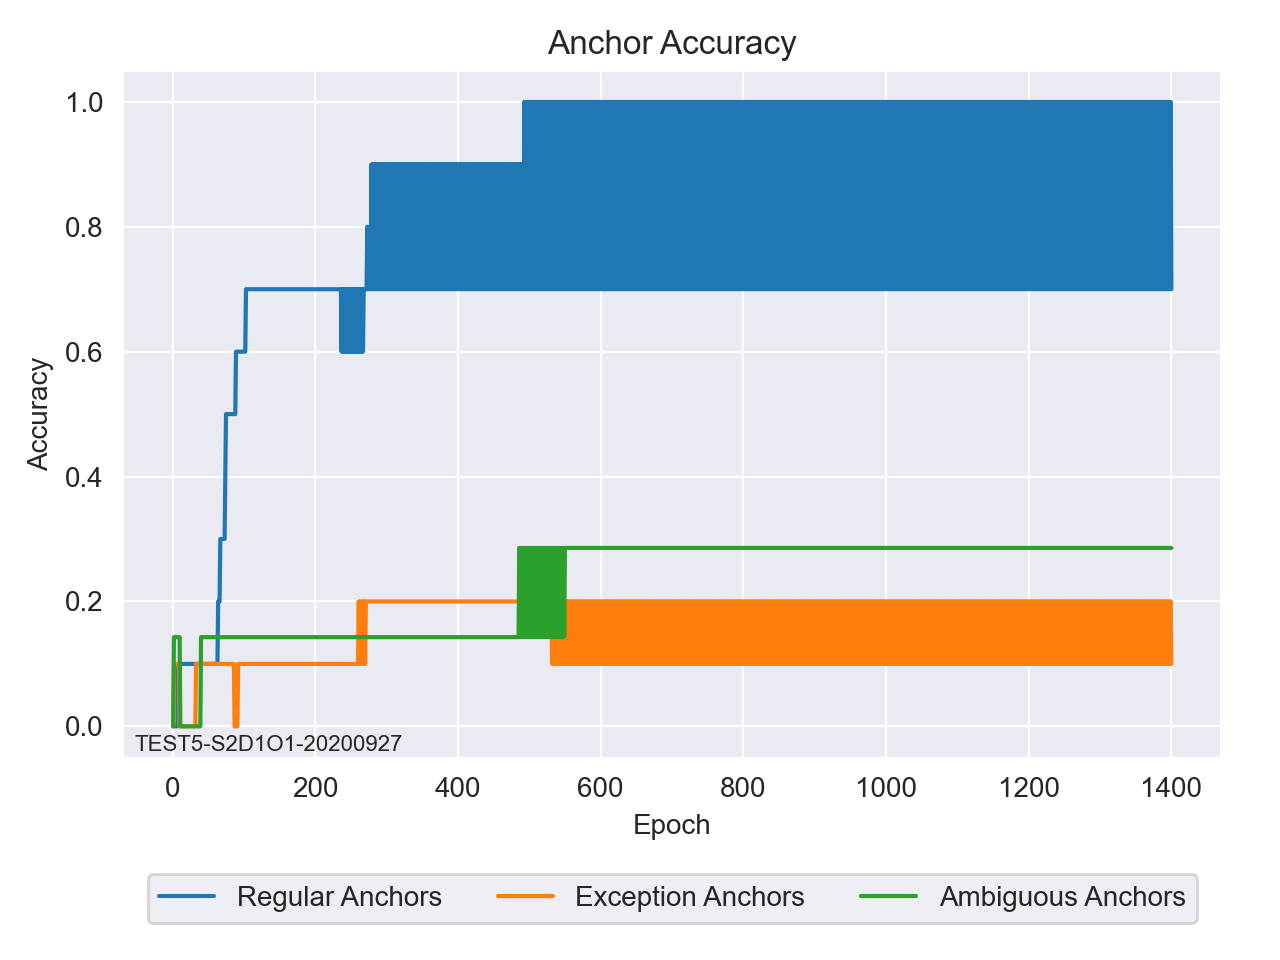 Anchor Accuracy
1.0
0.8
0.6
0.4
0.2
0.0
Accuracy
TEST5-S2D1O1-20200927
0 200 400 600 800 1000 1200 1400
Epoch
Regular Anchors Exception Anchors Ambiguous Anchors